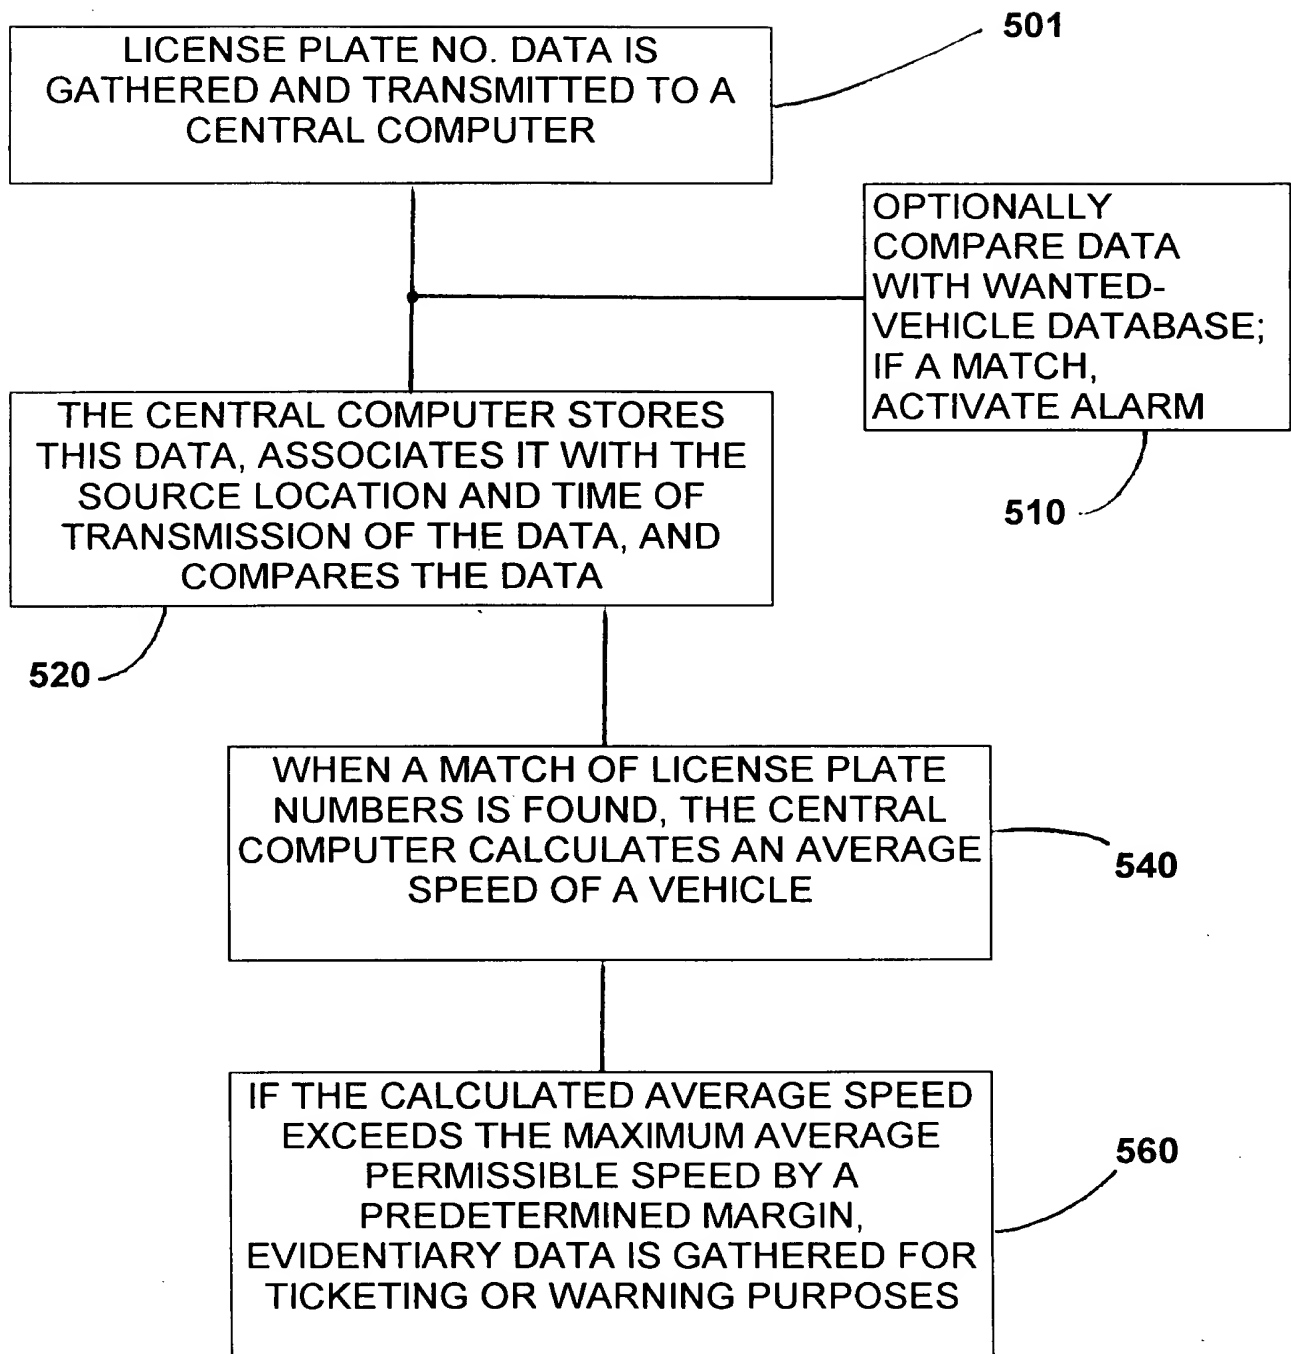 501
LICENSE PLATE NO. DATA IS
GATHERED AND TRANSMITTED TO A
CENTRAL COMPUTER
OPTIONALLY
COMPARE DATA
WITH WANTED-
VEHICLE DATABASE;
IF A MATCH,
ACTIVATE ALARM
510
THE CENTRAL COMPUTER STORES
THIS DATA, ASSOCIATES IT WITH THE
SOURCE LOCATION AND TIME OF
TRANSMISSION OF THE DATA, AND
COMPARES THE DATA
520
WHEN A MATCH OF LICENSE PLATE
NUMBERS IS FOUND, THE CENTRAL
COMPUTER CALCULATES AN AVERAGE
SPEED OF A VEHICLE
540
IF THE CALCULATED AVERAGE SPEED
EXCEEDS THE MAXIMUM AVERAGE
PERMISSIBLE SPEED BY A
PREDETERMINED MARGIN,
EVIDENTIARY DATA IS GATHERED FOR
TICKETING OR WARNING PURPOSES
560